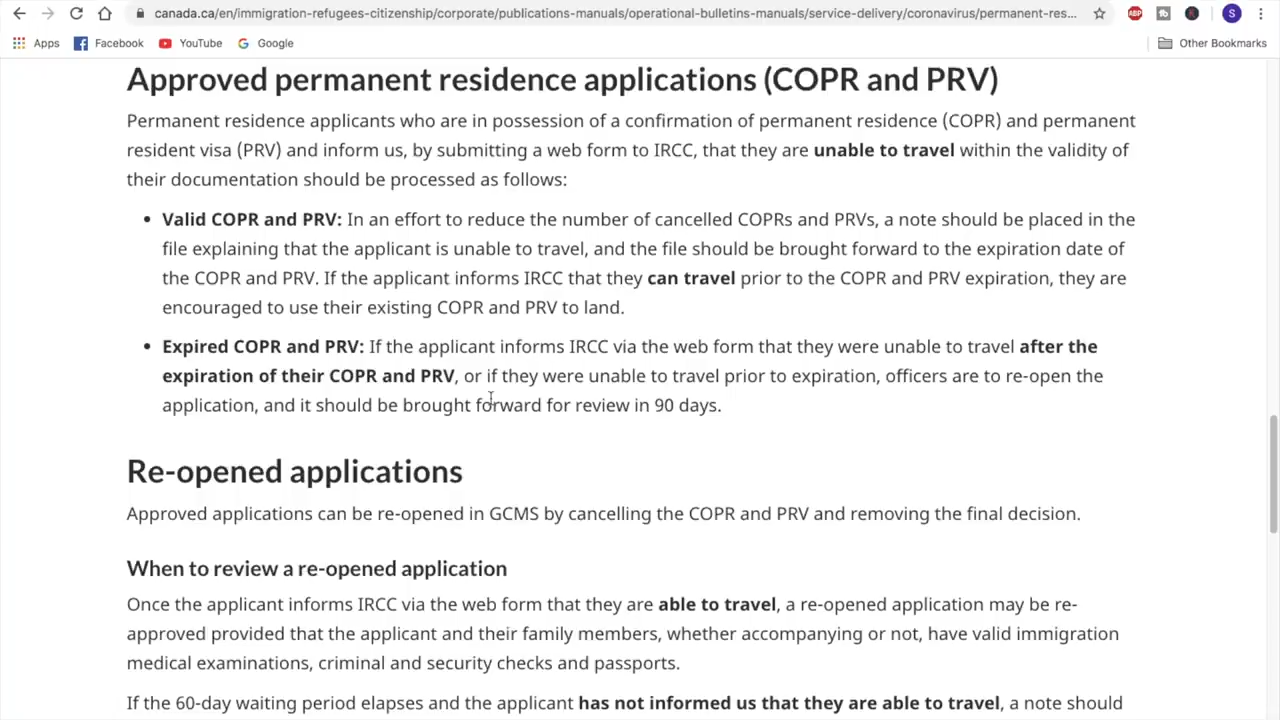 canada.ca/en/immigration-refugees-citizenship/corporate/publications-manuals/operational-bulletins-manuals/service-delivery/coronavirus/permanent-res...
ABP
S
Apps Facebook YouTube Google Other Bookmarks
Approved permanent residence applications (COPR and PRV)
Permanent residence applicants who are in possession of a confirmation of permanent residence (COPR) and permanent
resident visa (PRV) and inform us, by submitting a web form to IRCC, that they are unable to travel within the validity of
their documentation should be processed as follows:
• Valid COPR and PRV: In an effort to reduce the number of cancelled COPRs and PRVs, a note should be placed in the
file explaining that the applicant is unable to travel, and the file should be brought forward to the expiration date of
the COPR and PRV. If the applicant informs IRCC that they can travel prior to the COPR and PRV expiration, they are
encouraged to use their existing COPR and PRV to land.
• Expired COPR and PRV: If the applicant informs IRCC via the web form that they were unable to travel after the
expiration of their COPR and PRV, or if they were unable to travel prior to expiration, officers are to re-open the
application, and it should be brought forward for review in 90 days.
Re-opened applications
Approved applications can be re-opened in GCMS by cancelling the COPR and PRV and removing the final decision.
When to review a re-opened application
Once the applicant informs IRCC via the web form that they are able to travel, a re-opened application may be re-
approved provided that the applicant and their family members, whether accompanying or not, have valid immigration
medical examinations, criminal and security checks and passports.
If the 60-day waiting period elapses and the applicant has not informed us that they are able to travel, a note should